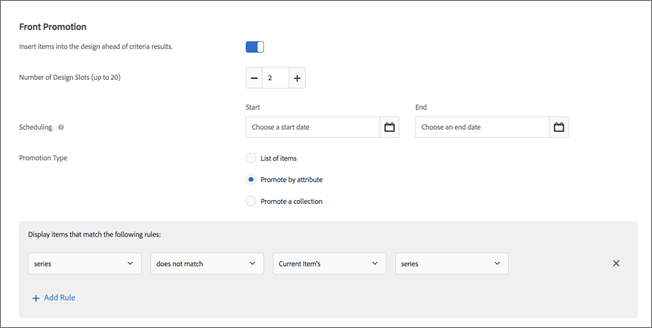 Front Promotion
Insert items into the design ahead of criteria results.
Number of Design Slots (up to 20)
2
Start
End
Scheduling
Choose a start date
Choose an end date
Promotion Type
List of items
Promote by attribute
Promote a collection
Display items that match the following rules:
series does not match Current Item's series
Add Rule